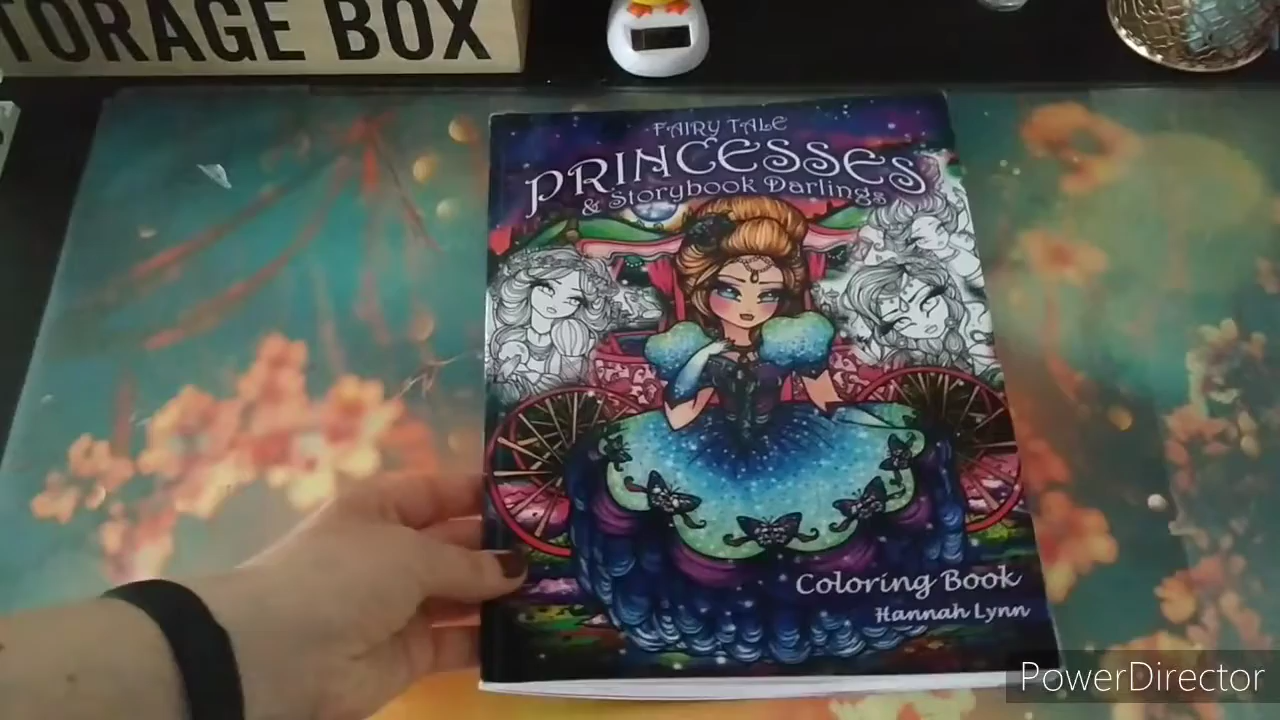 TORAGE BOX
FAIRY TALE
PRINCESSES
& Storybook Darlings
Coloring Book
Hannah Lynn
PowerDirector